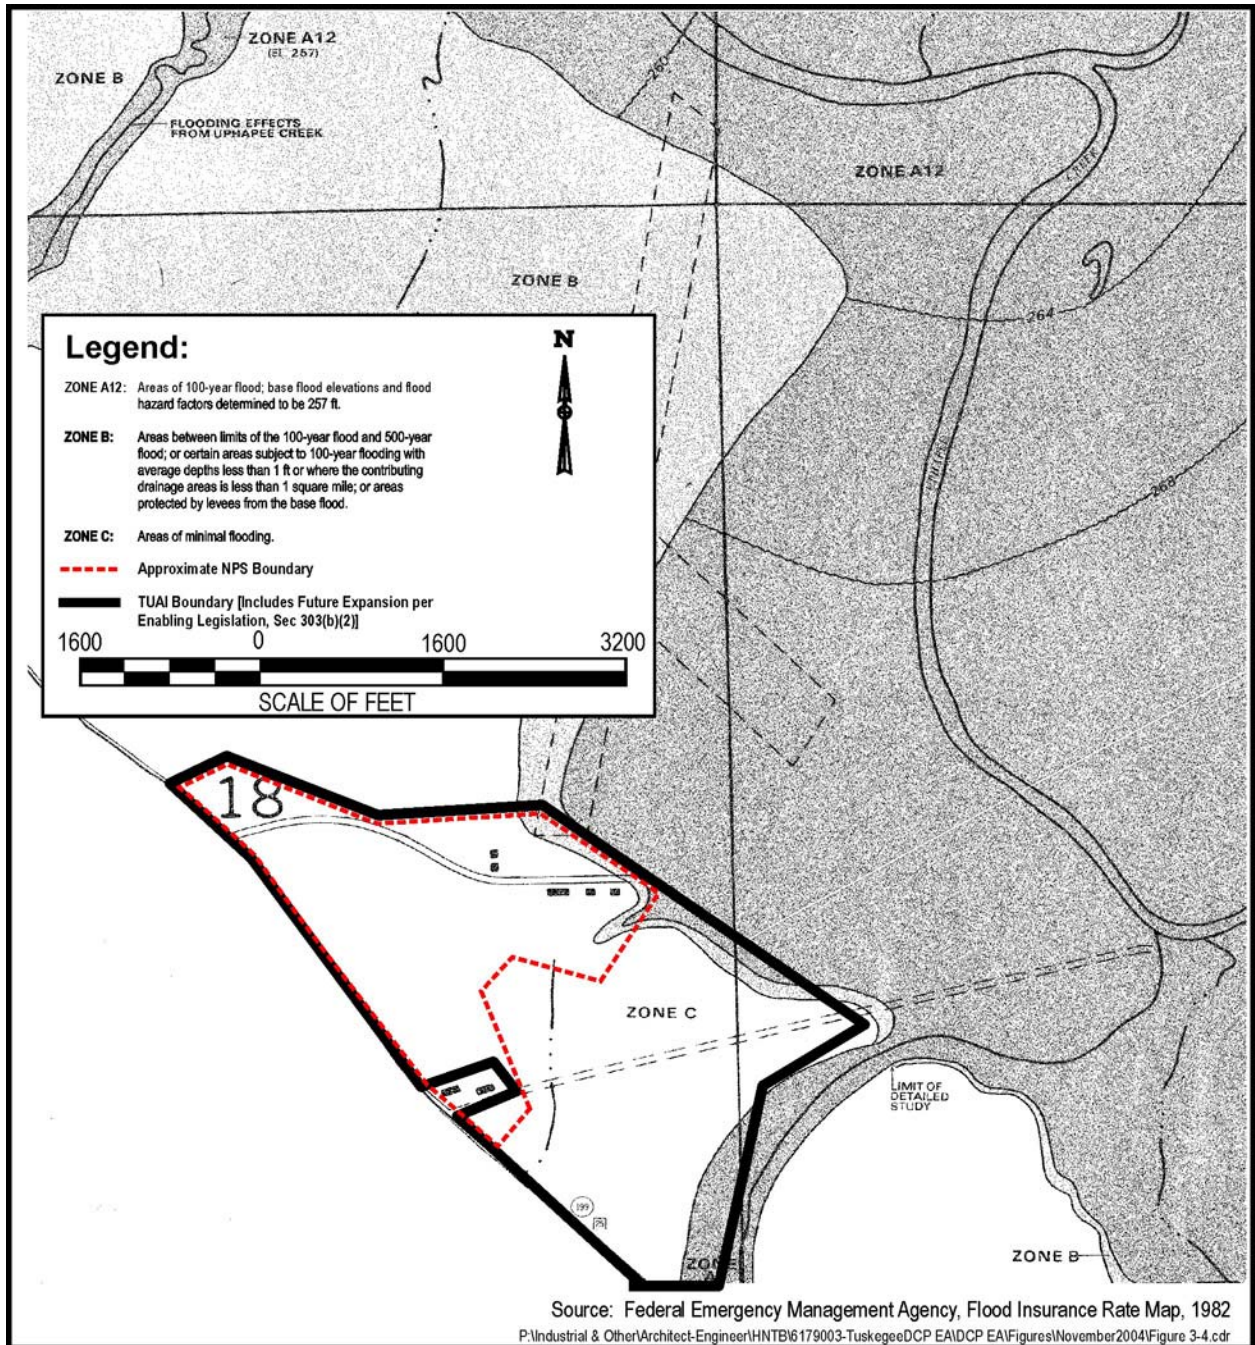 ZONE A12
(EL 257)
ZONE B
FLOODING EFFECTS
FROM UPHAPEE CREEK
260
ZONE A12
CREEK
ZONE B
264
268
Legend:
N
ZONE A12: Areas of 100-year flood; base flood elevations and flood
hazard factors determined to be 257 ft.
ZONE B: Areas between limits of the 100-year flood and 500-year
flood; or certain areas subject to 100-year flooding with
average depths less than 1 ft or where the contributing
drainage areas is less than 1 square mile; or areas
protected by levees from the base flood.
ZONE C: Areas of minimal flooding.
Approximate NPS Boundary
TUAI Boundary [Includes Future Expansion per
Enabling Legislation, Sec 303(b)(2)]
1600 0 1600 3200
SCALE OF FEET
18
ZONE C
LIMIT OF
DETAILED
STUDY
199
ZONE
ZONE B
Source: Federal Emergency Management Agency, Flood Insurance Rate Map, 1982
P:\Industrial & Other\Architect-Engineer\HNTB\6179003-TuskegeeDCP EA\DCP EA\Figures\November2004\Figure 3-4.cdr